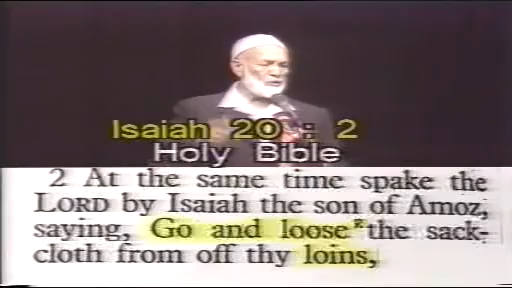 Isaiah 20 : 2
Holy Bible
2 At the same time spake the
LORD by Isaiah the son of Amoz,
saying, Go and loose* the sack-
cloth from off thy loins,